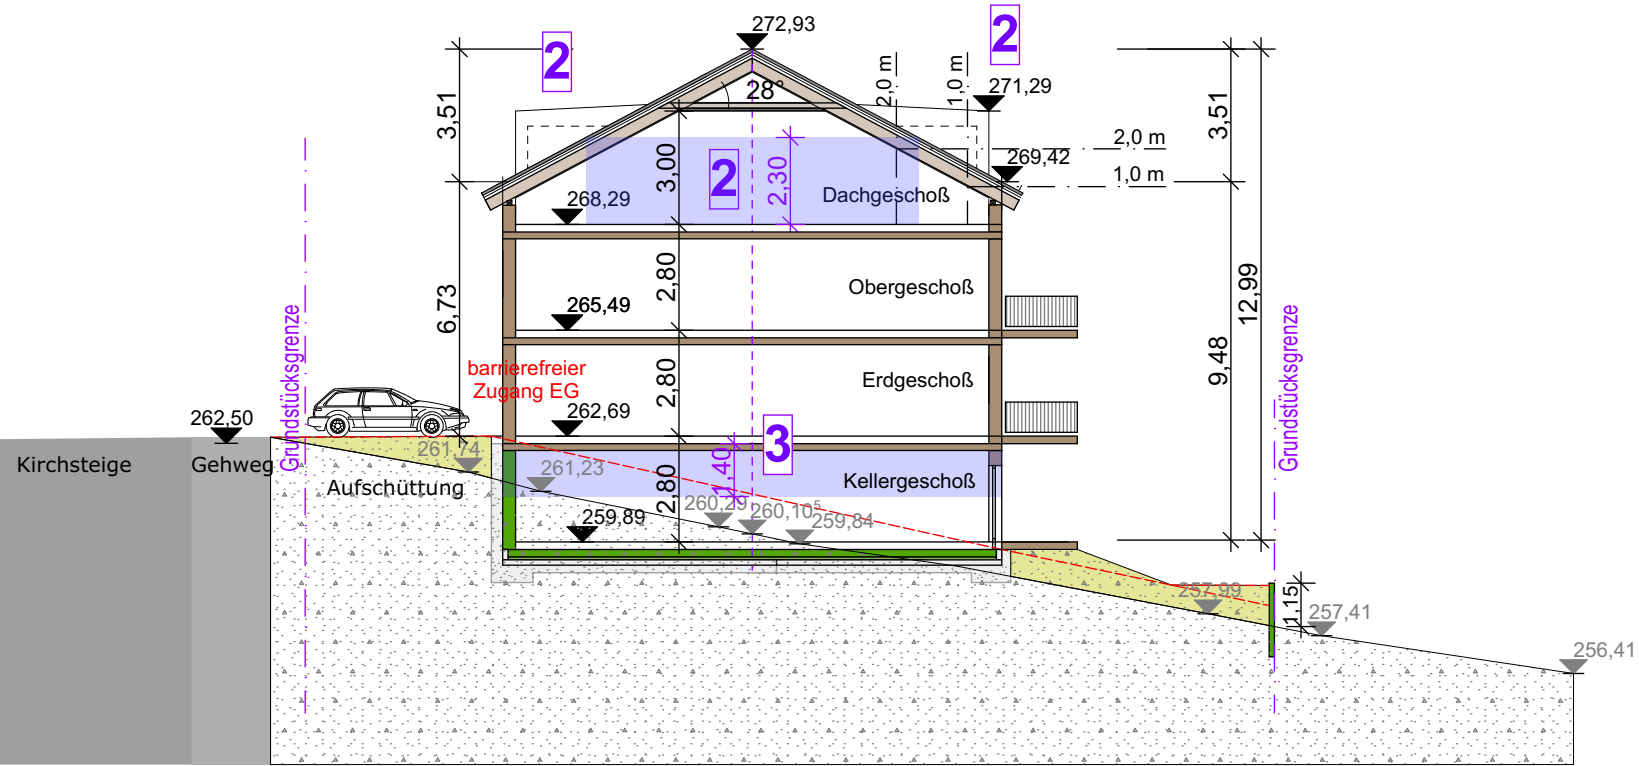 272,93
2
2
28°
2,0 m
1,0 m
271,29
3,51
3,51
2,0 m
269,42
1,0 m
3,00
2
2,30
Dachgeschoß
268,29
2,80
Obergeschoß
265,49
6,73
12,99
9,48
Grundstücksgrenze
Grundstücksgrenze
barrierefreier
Zugang EG
2,80
Erdgeschoß
262,69
262,50
Kirchsteige
Gehweg
261,74
Aufschüttung
261,23
3
1,40
2,80
Kellergeschoß
260,29
260,10⁵
259,84
259,89
257,99
1,15
257,41
256,41